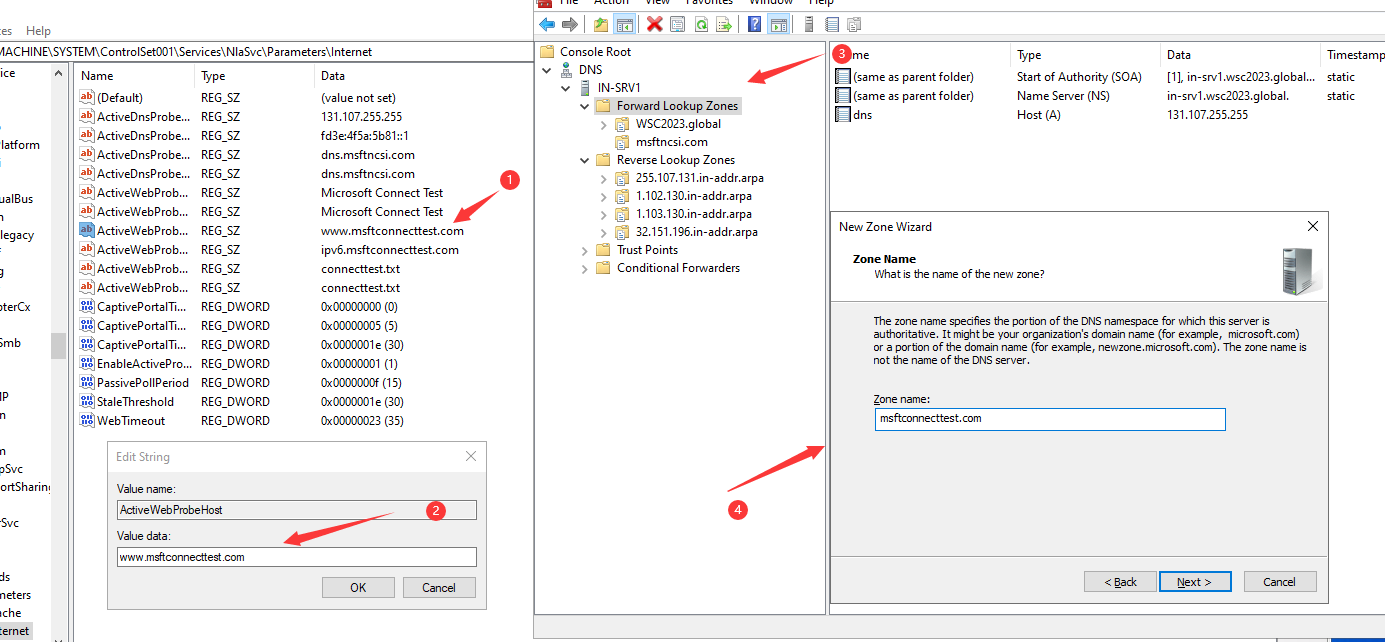 es Help
MACHINE\SYSTEM\ControlSet001\Services\NlaSvc\Parameters\Internet
ice
latform
ualBus
n
legacy
g
pterCx
Smb
IP
n
m
pSvc
ortSharing
rSvc
ds
meters
ache
ternet
Name Type Data
(Default) REG_SZ (value not set)
ActiveDnsProbe... REG_SZ 131.107.255.255
ActiveDnsProbe... REG_SZ fd3e:4f5a:5b81::1
ActiveDnsProbe... REG_SZ dns.msftncsi.com
ActiveDnsProbe... REG_SZ dns.msftncsi.com
ActiveWebProb... REG_SZ Microsoft Connect Test
ActiveWebProb... REG_SZ Microsoft Connect Test
ActiveWebProb... REG_SZ www.msftconnecttest.com
ActiveWebProb... REG_SZ ipv6.msftconnecttest.com
ActiveWebProb... REG_SZ connecttest.txt
ActiveWebProb... REG_SZ connecttest.txt
CaptivePortalTi... REG_DWORD 0x00000000 (0)
CaptivePortalTi... REG_DWORD 0x00000005 (5)
CaptivePortalTi... REG_DWORD 0x0000001e (30)
EnableActivePro... REG_DWORD 0x00000001 (1)
PassivePollPeriod REG_DWORD 0x0000000f (15)
StaleThreshold REG_DWORD 0x0000001e (30)
WebTimeout REG_DWORD 0x00000023 (35)
1
Edit String
Value name:
ActiveWebProbeHost
2
Value data:
www.msftconnecttest.com
OK Cancel
File Action View Favorites Window Help
Console Root
DNS
IN-SRV1
Forward Lookup Zones
WSC2023.global
msftncsi.com
Reverse Lookup Zones
255.107.131.in-addr.arpa
1.102.130.in-addr.arpa
1.103.130.in-addr.arpa
32.151.196.in-addr.arpa
Trust Points
Conditional Forwarders
3
4
me Type Data Timestamp
(same as parent folder) Start of Authority (SOA) [1], in-srv1.wsc2023.global... static
(same as parent folder) Name Server (NS) in-srv1.wsc2023.global. static
dns Host (A) 131.107.255.255
New Zone Wizard
Zone Name
What is the name of the new zone?
The zone name specifies the portion of the DNS namespace for which this server is
authoritative. It might be your organization's domain name (for example, microsoft.com)
or a portion of the domain name (for example, newzone.microsoft.com). The zone name is
not the name of the DNS server.
Zone name:
msftconnecttest.com
< Back Next > Cancel